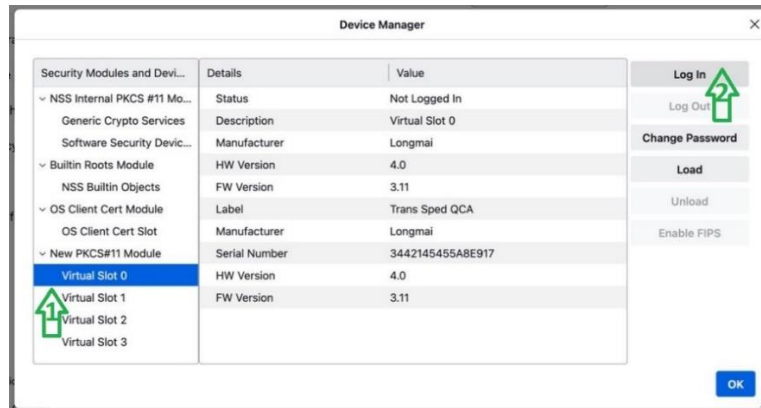 Device Manager
Security Modules and Devi... Details Value Log In
NSS Internal PKCS #11 Mo... Status Not Logged In
Generic Crypto Services Description Virtual Slot 0 Log Out
Software Security Devic... Manufacturer Longmai Change Password
Builtin Roots Module HW Version 4.0
NSS Builtin Objects FW Version 3.11 Load
OS Client Cert Module Label Trans Sped QCA Unload
OS Client Cert Slot Manufacturer Longmai Enable FIPS
New PKCS#11 Module Serial Number 3442145455A8E917
Virtual Slot 0 HW Version 4.0
Virtual Slot 1 FW Version 3.11
Virtual Slot 2
Virtual Slot 3
1
2
OK